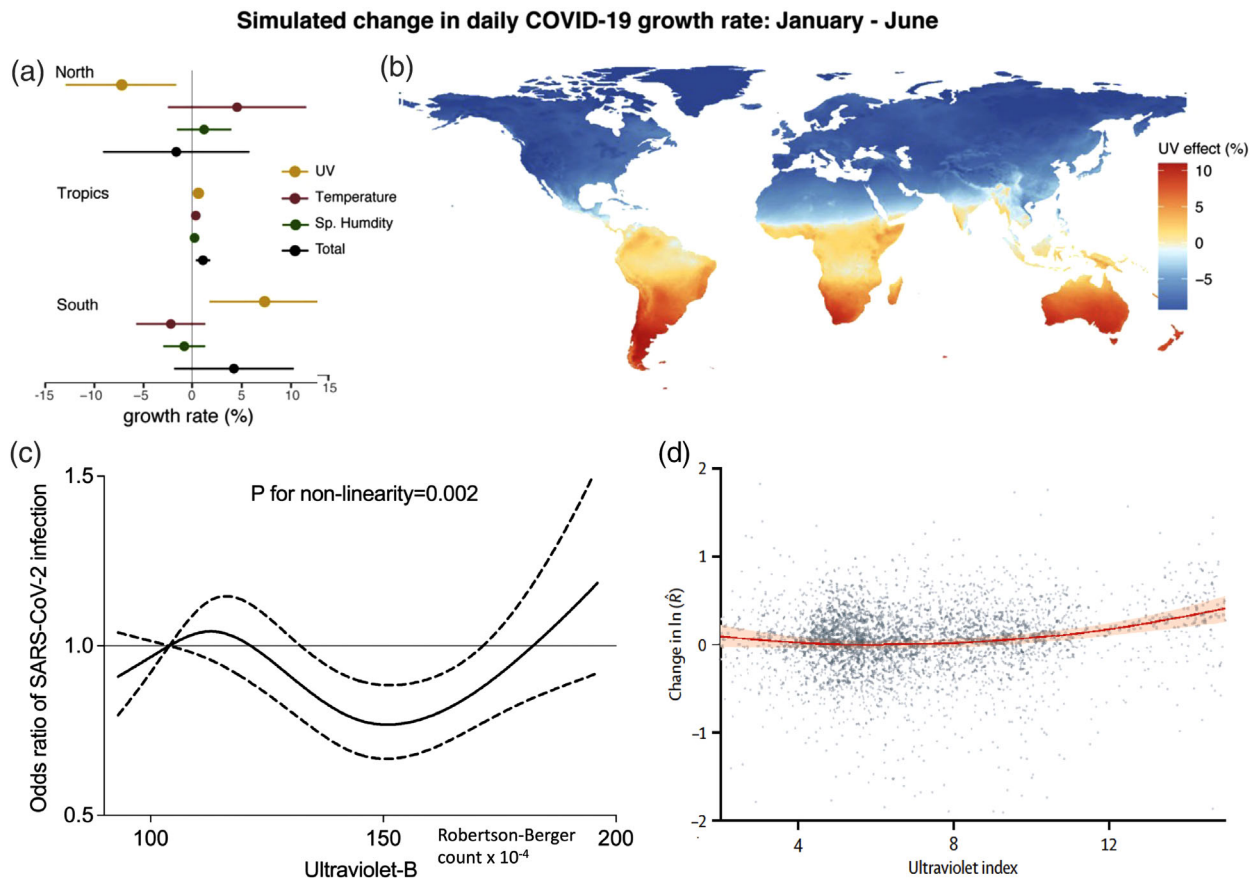 Simulated change in daily COVID-19 growth rate: January - June
(a)
North
Tropics
South
UV
Temperature
Sp. Humdity
Total
-15
−10
−5
0
5
10
15
growth rate (%)
(b)
UV effect (%)
10
5
0
−5
(c)
Odds ratio of SARS-CoV-2 infection
1.5
1.0
0.5
P for non-linearity=0.002
100
150
200
Ultraviolet-B
Robertson-Berger
count x 10-4
(d)
Change in ln (R̂)
2
1
0
−1
−2
4
8
12
Ultraviolet index